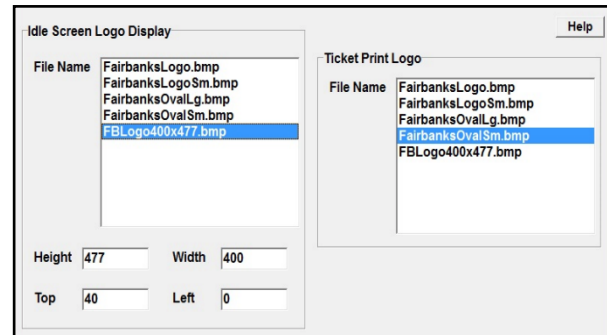 Help
Idle Screen Logo Display
File Name
FairbanksLogo.bmp
FairbanksLogoSm.bmp
FairbanksOvalLg.bmp
FairbanksOvalSm.bmp
FBLogo400x477.bmp
Height 477 Width 400
Top 40 Left 0
Ticket Print Logo
File Name
FairbanksLogo.bmp
FairbanksLogoSm.bmp
FairbanksOvalLg.bmp
FairbanksOvalSm.bmp
FBLogo400x477.bmp